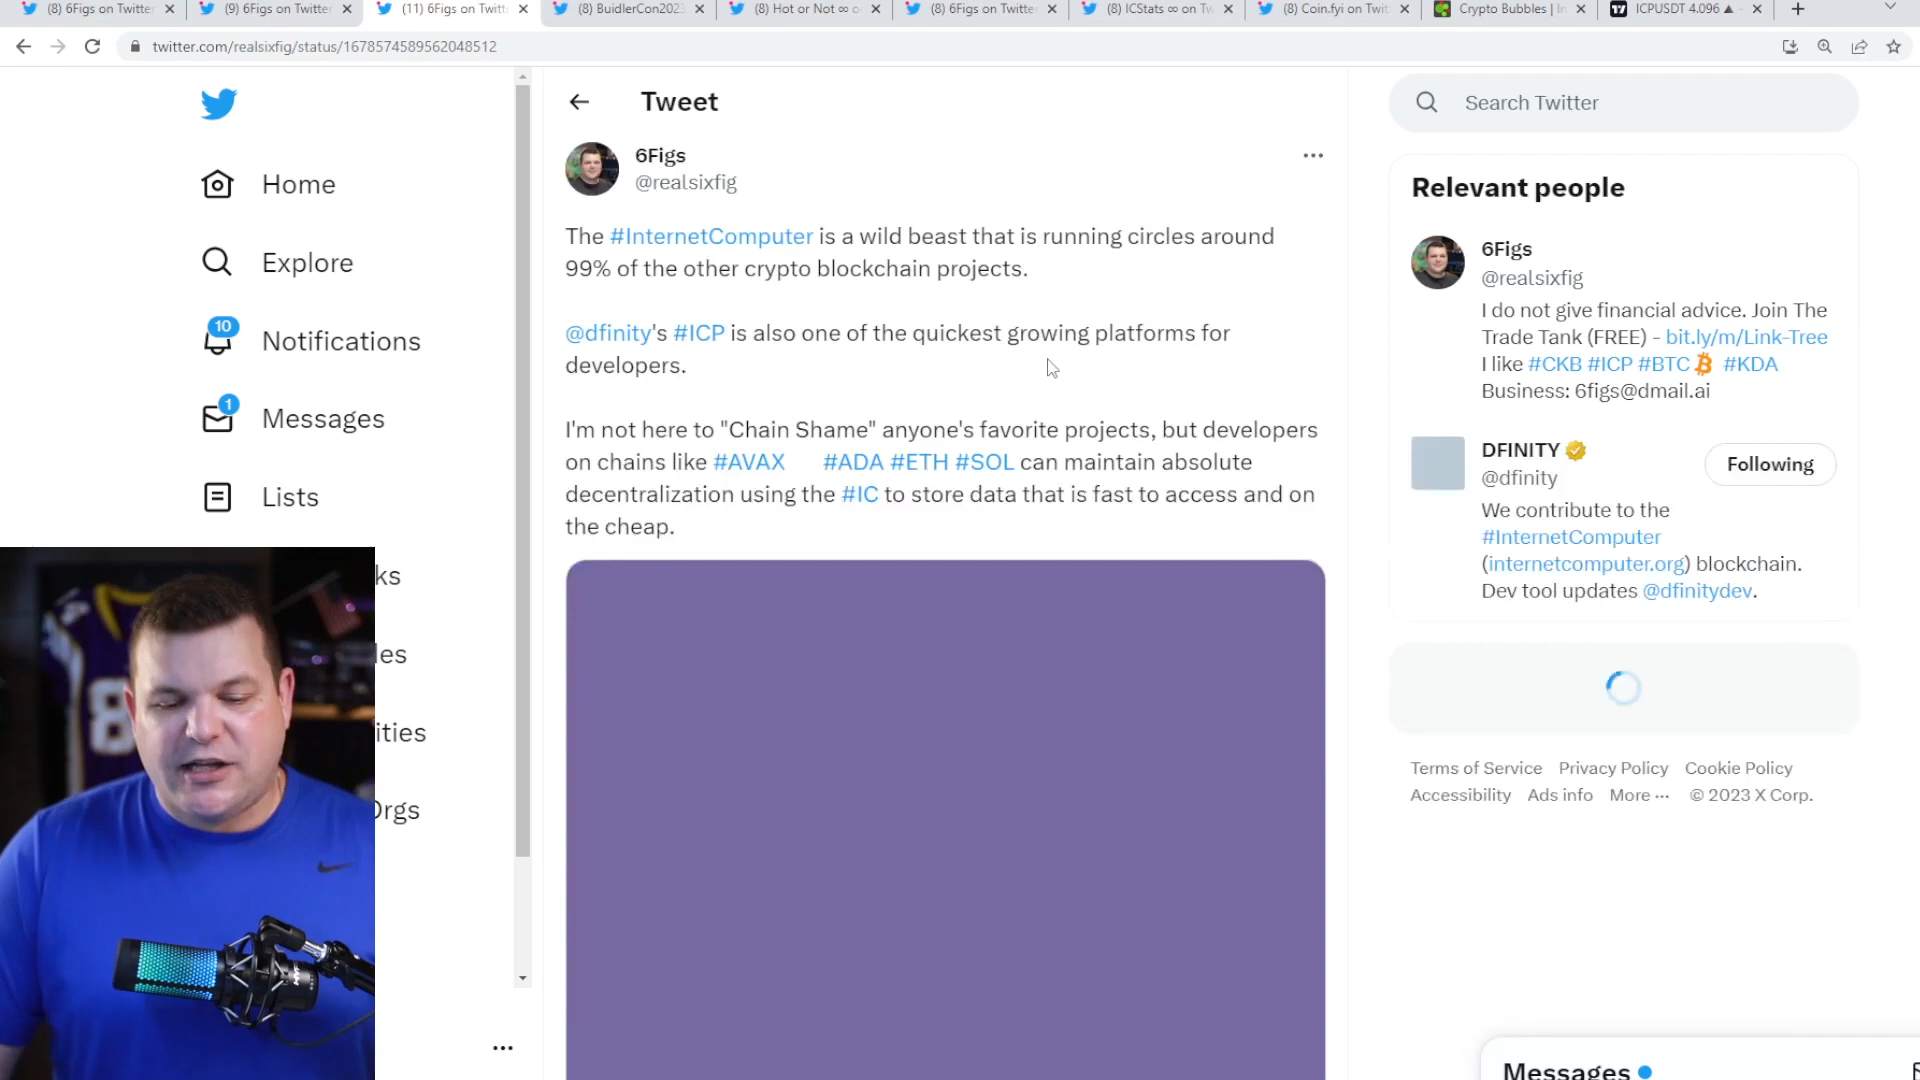 (8) 6Figs on Twitter
(9) 6Figs on Twitter
(11) 6Figs on Twitt
(8) BuidlerCon2023
(8) Hot or Not ∞ o
(8) 6Figs on Twitte
(8) ICStats ∞ on Tw
(8) Coin.fyi on Twit
Crypto Bubbles | In
ICPUSDT 4.096 ▲
twitter.com/realsixfig/status/1678574589562048512
Home
Explore
10
Notifications
1
Messages
Lists
ks
les
ities
Orgs
Tweet
6Figs
@realsixfig
The #InternetComputer is a wild beast that is running circles around
99% of the other crypto blockchain projects.
@dfinity's #ICP is also one of the quickest growing platforms for
developers.
I'm not here to "Chain Shame" anyone's favorite projects, but developers
on chains like #AVAX #ADA #ETH #SOL can maintain absolute
decentralization using the #IC to store data that is fast to access and on
the cheap.
Search Twitter
Relevant people
6Figs
@realsixfig
I do not give financial advice. Join The
Trade Tank (FREE) - bit.ly/m/Link-Tree
I like #CKB #ICP #BTC #KDA
Business: 6figs@dmail.ai
DFINITY
@dfinity
Following
We contribute to the
#InternetComputer
(internetcomputer.org) blockchain.
Dev tool updates @dfinitydev.
Terms of Service Privacy Policy Cookie Policy
Accessibility Ads info More ··· © 2023 X Corp.
Messages
8